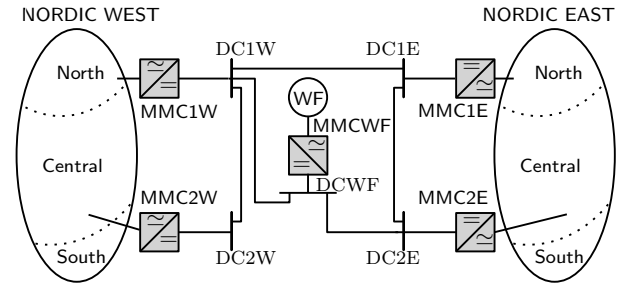 NORDIC WEST
NORDIC EAST
DC1W
DC1E
North
North
WF
MMC1W
MMCWF
MMC1E
Central
Central
DCWF
MMC2W
MMC2E
South
DC2W
DC2E
South